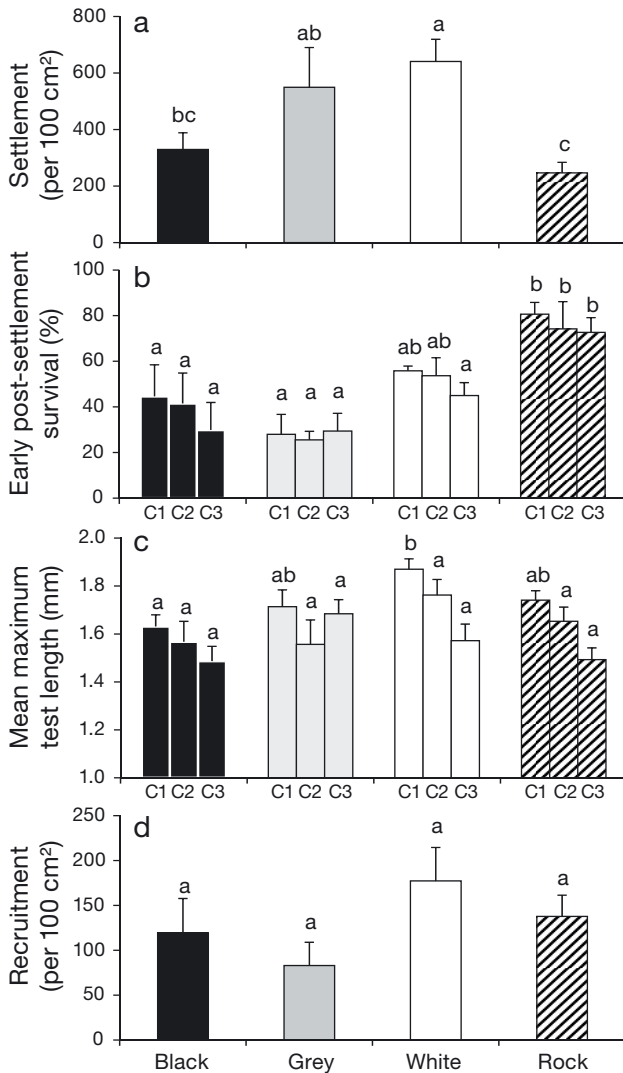 a
Settlement
(per 100 cm²)
800
600
400
200
0
bc
ab
a
c
b
Early post-settlement
survival (%)
100
80
60
40
20
0
a a a
a a a
ab ab a
b b b
C1 C2 C3 C1 C2 C3 C1 C2 C3 C1 C2 C3
c
Mean maximum
test length (mm)
2.0
1.8
1.6
1.4
1.2
1.0
a a a
ab a a
b a a
ab a a
C1 C2 C3 C1 C2 C3 C1 C2 C3 C1 C2 C3
d
Recruitment
(per 100 cm²)
250
200
150
100
50
0
a
a
a
a
Black Grey White Rock